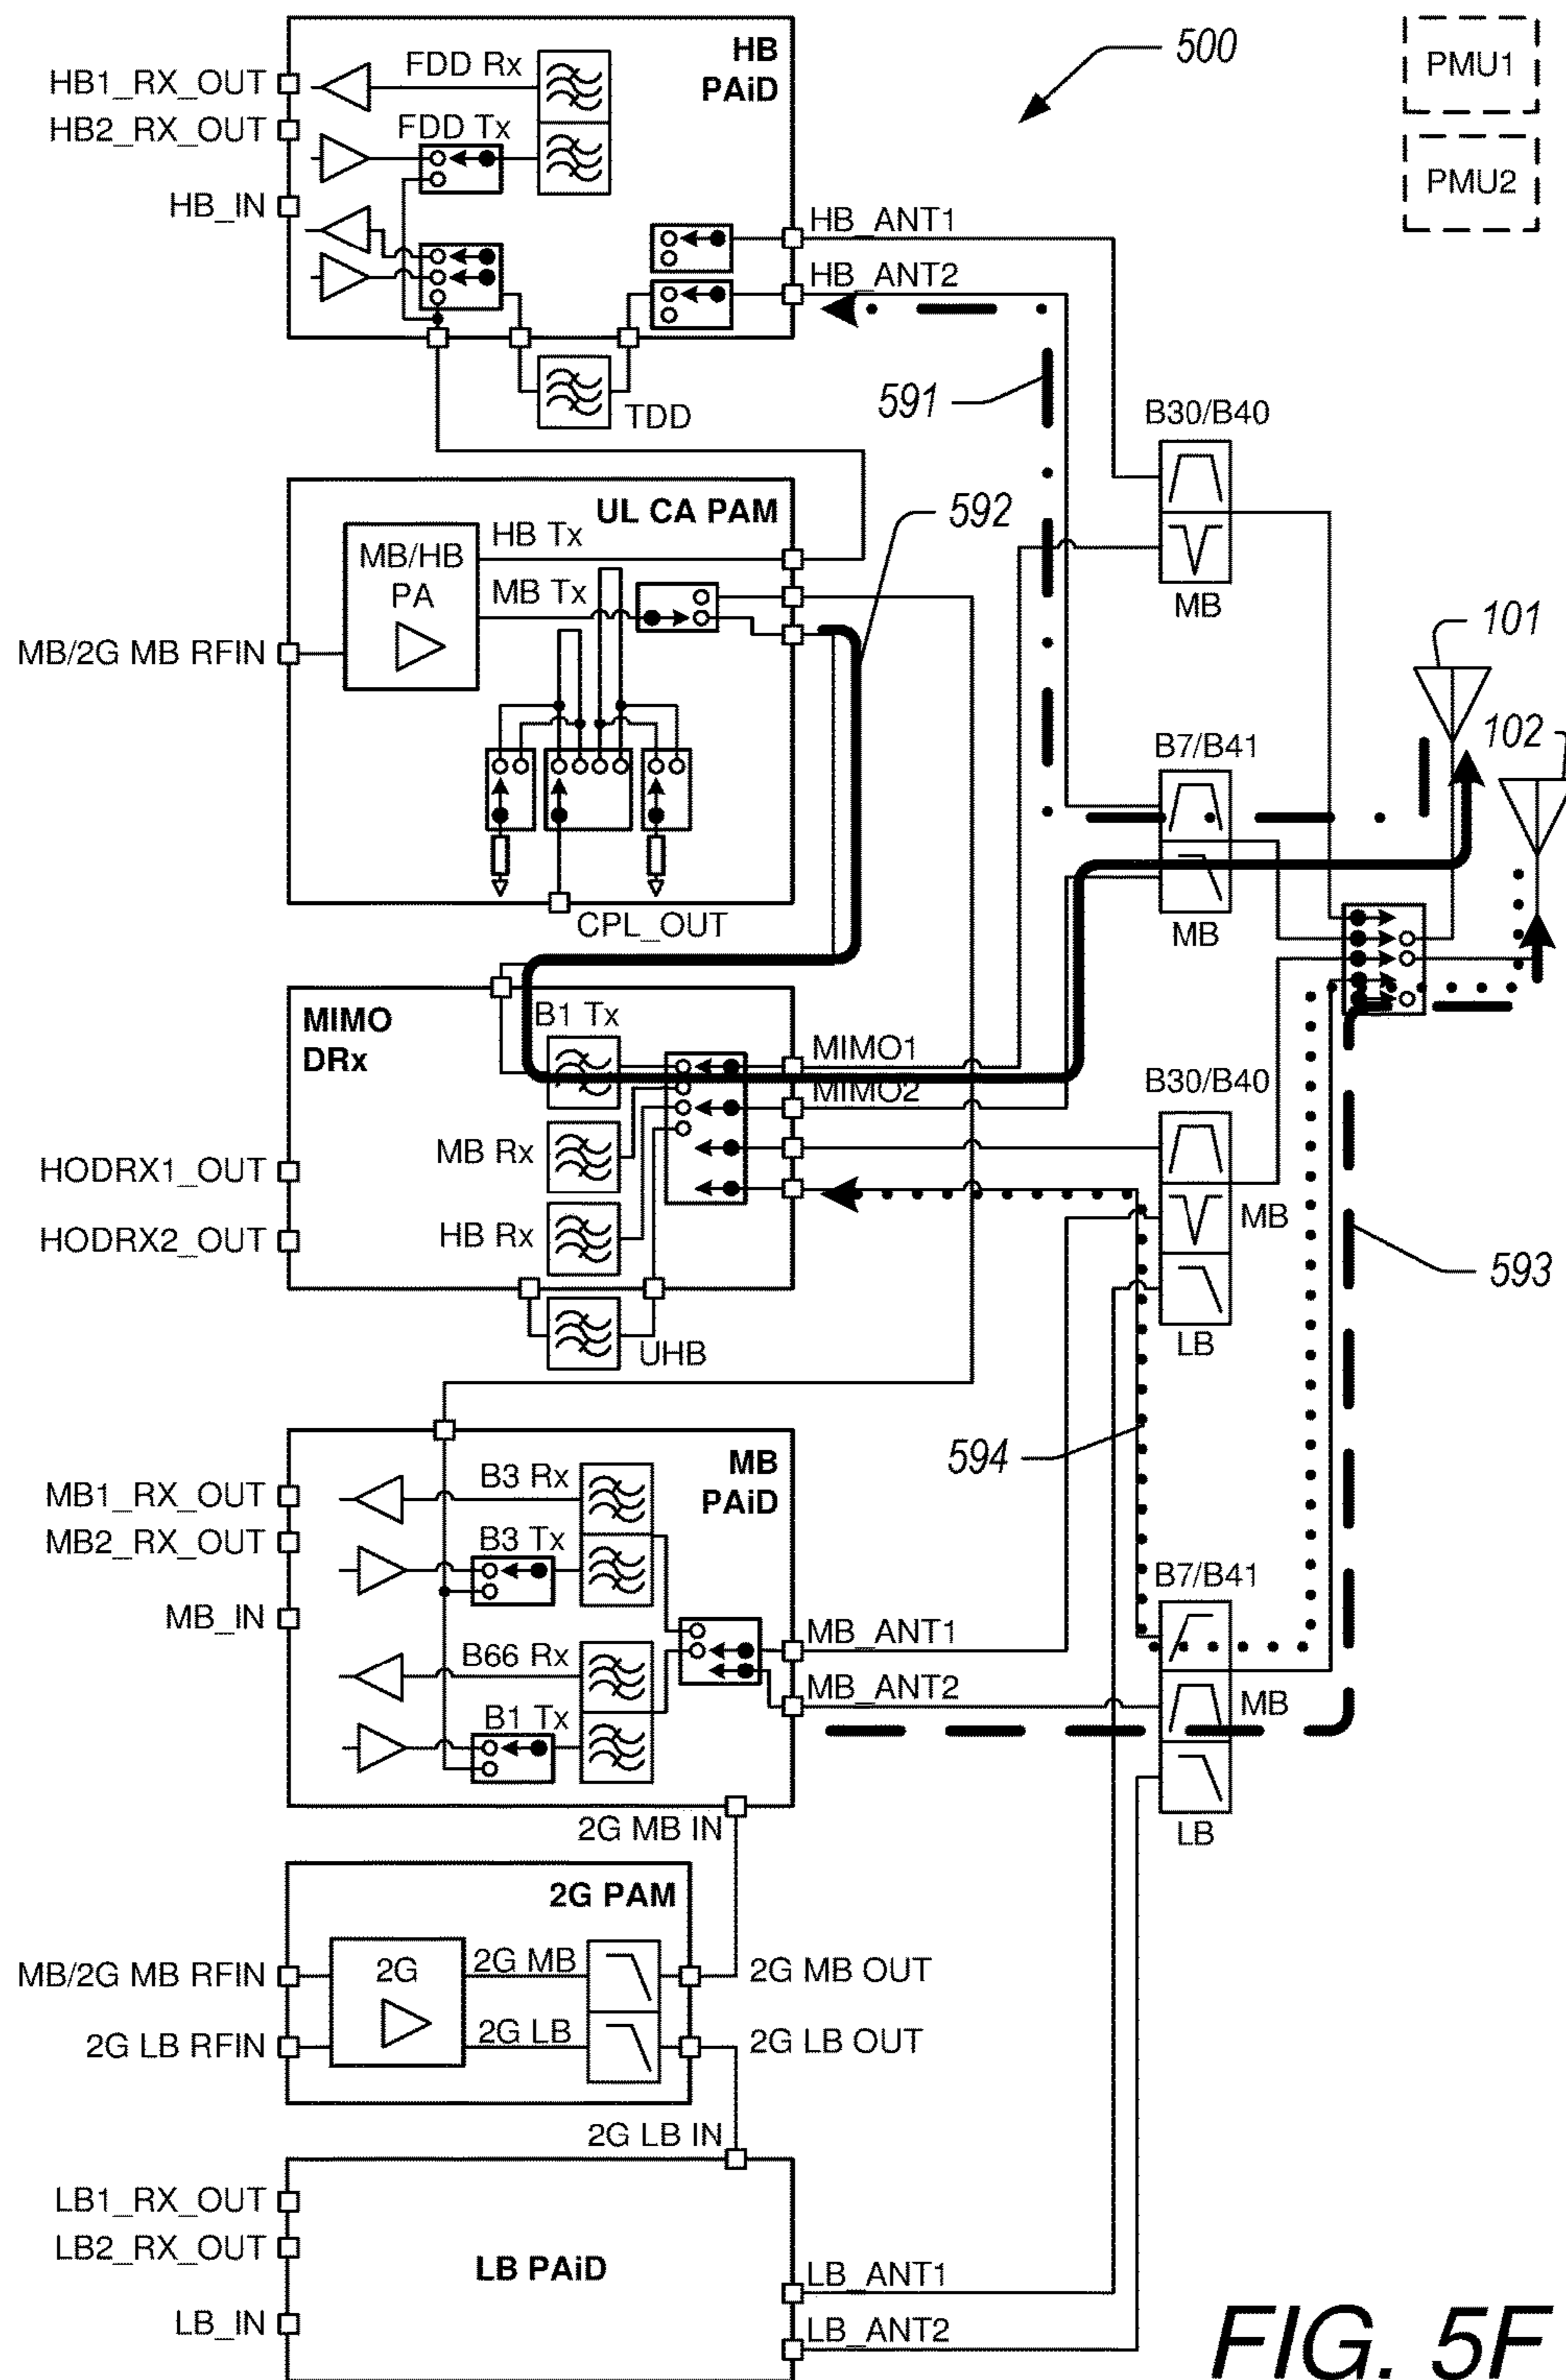 HB
PAiD
500
PMU1
PMU2
HB1_RX_OUT
FDD Rx
HB2_RX_OUT
FDD Tx
HB_IN
HB_ANT1
HB_ANT2
TDD
591
B30/B40
MB
UL CA PAM
592
MB/HB
PA
HB Tx
MB Tx
MB/2G MB RFIN
101
102
B7/B41
MB
CPL_OUT
MIMO
DRx
B1 Tx
MIMO1
MIMO2
B30/B40
MB Rx
HODRX1_OUT
HB Rx
HODRX2_OUT
MB
LB
UHB
593
594
MB
PAiD
MB1_RX_OUT
B3 Rx
MB2_RX_OUT
B3 Tx
MB_IN
B66 Rx
B1 Tx
MB_ANT1
MB_ANT2
B7/B41
MB
LB
2G MB IN
2G PAM
MB/2G MB RFIN
2G
2G MB
2G MB OUT
2G LB RFIN
2G LB
2G LB OUT
2G LB IN
LB1_RX_OUT
LB2_RX_OUT
LB PAiD
LB_IN
LB_ANT1
LB_ANT2
FIG. 5F